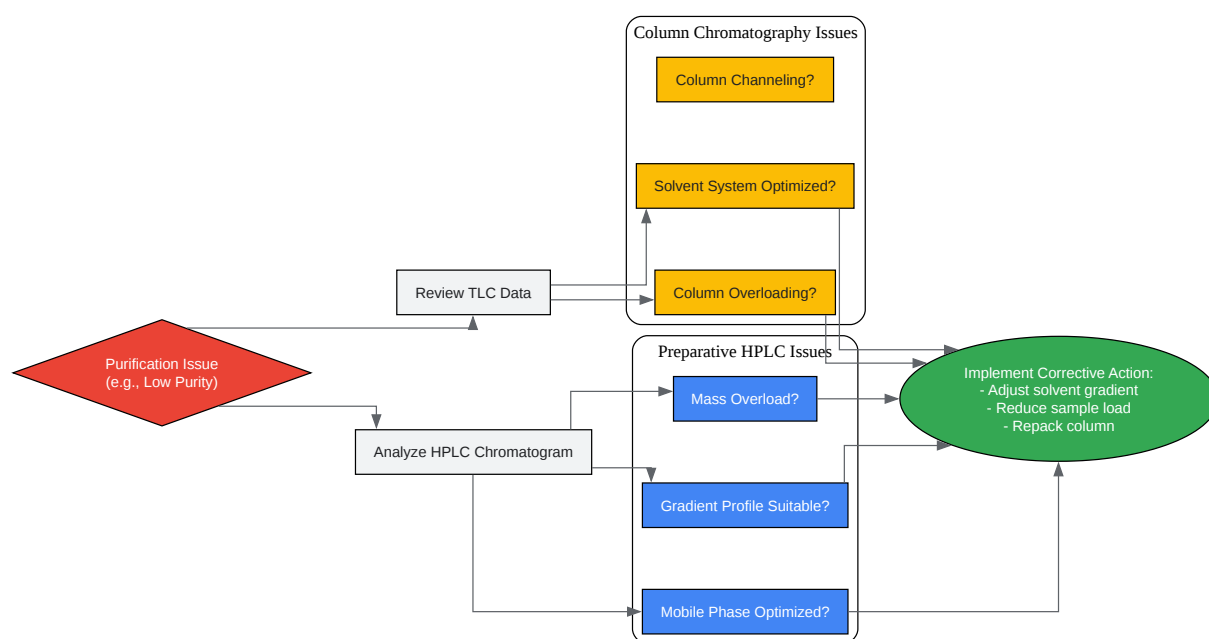 Column Chromatography Issues
Column Channeling?
Solvent System Optimized?
Review TLC Data
Column Overloading?
Purification Issue
(e.g., Low Purity)
Preparative HPLC Issues
Mass Overload?
Analyze HPLC Chromatogram
Gradient Profile Suitable?
Mobile Phase Optimized?
Implement Corrective Action:
- Adjust solvent gradient
- Reduce sample load
- Repack column